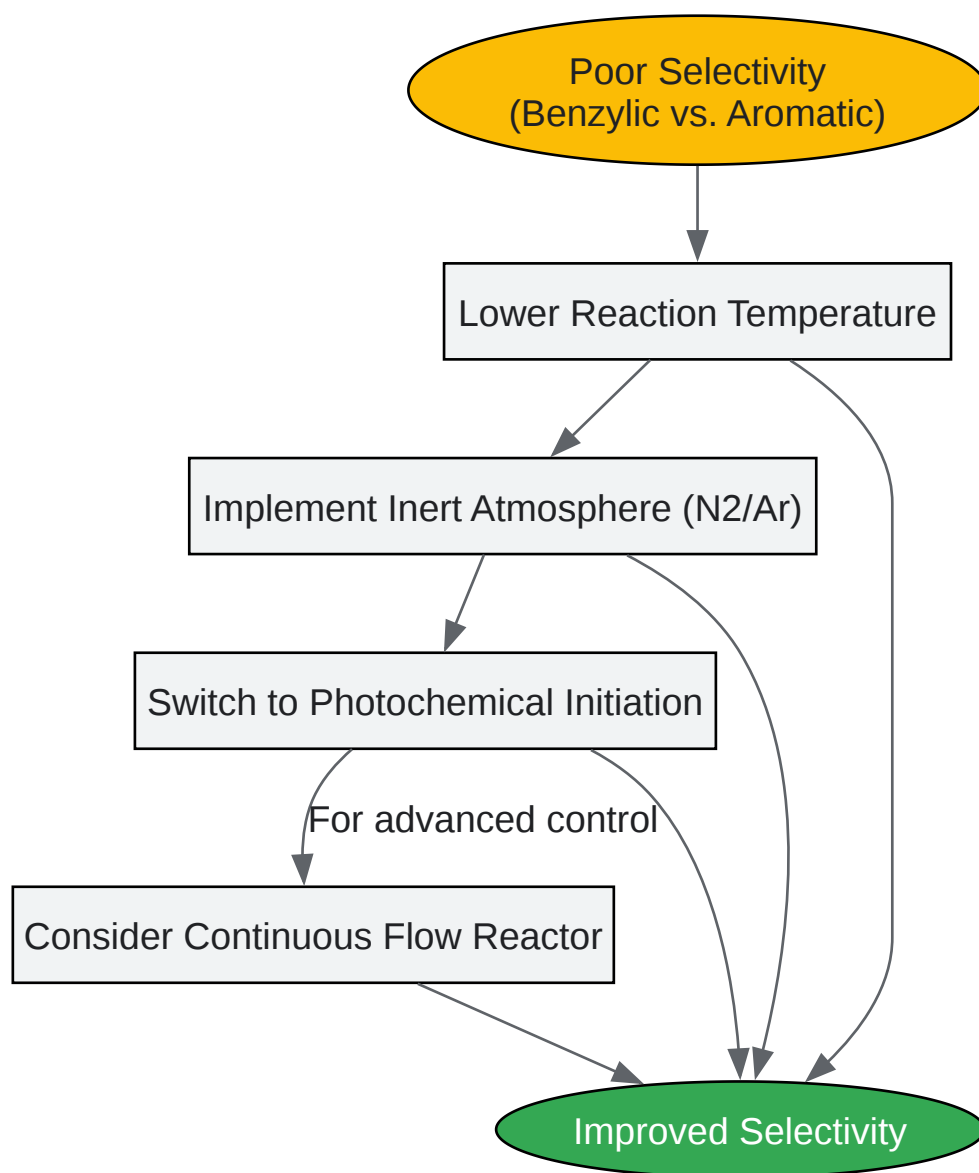 Poor Selectivity
(Benzylic vs. Aromatic)
Lower Reaction Temperature
Implement Inert Atmosphere (N2/Ar)
Switch to Photochemical Initiation
For advanced control
Consider Continuous Flow Reactor
Improved Selectivity